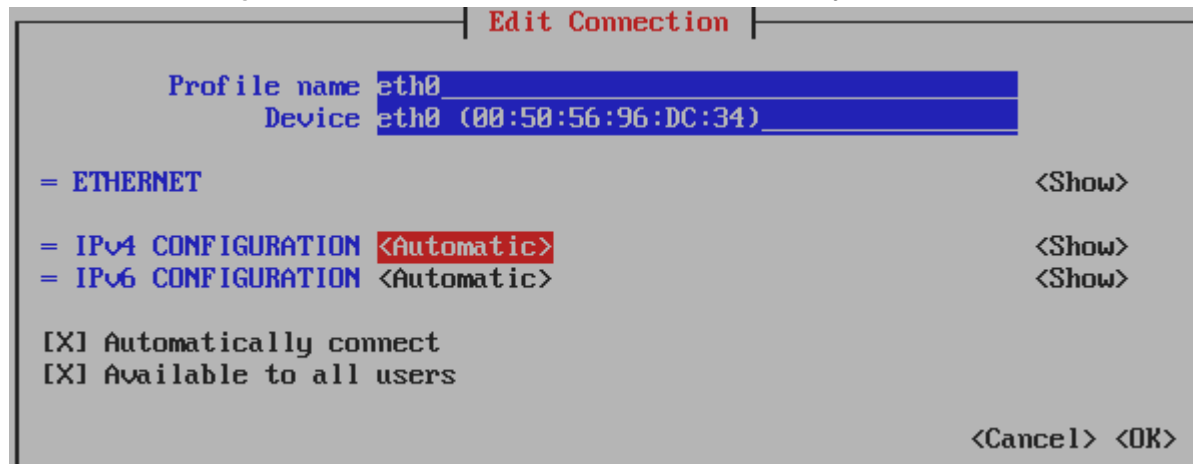 Edit Connection
Profile name eth0
Device eth0 (00:50:56:96:DC:34)
= ETHERNET <Show>
= IPv4 CONFIGURATION <Automatic> <Show>
= IPv6 CONFIGURATION <Automatic> <Show>
[X] Automatically connect
[X] Available to all users
<Cancel> <OK>